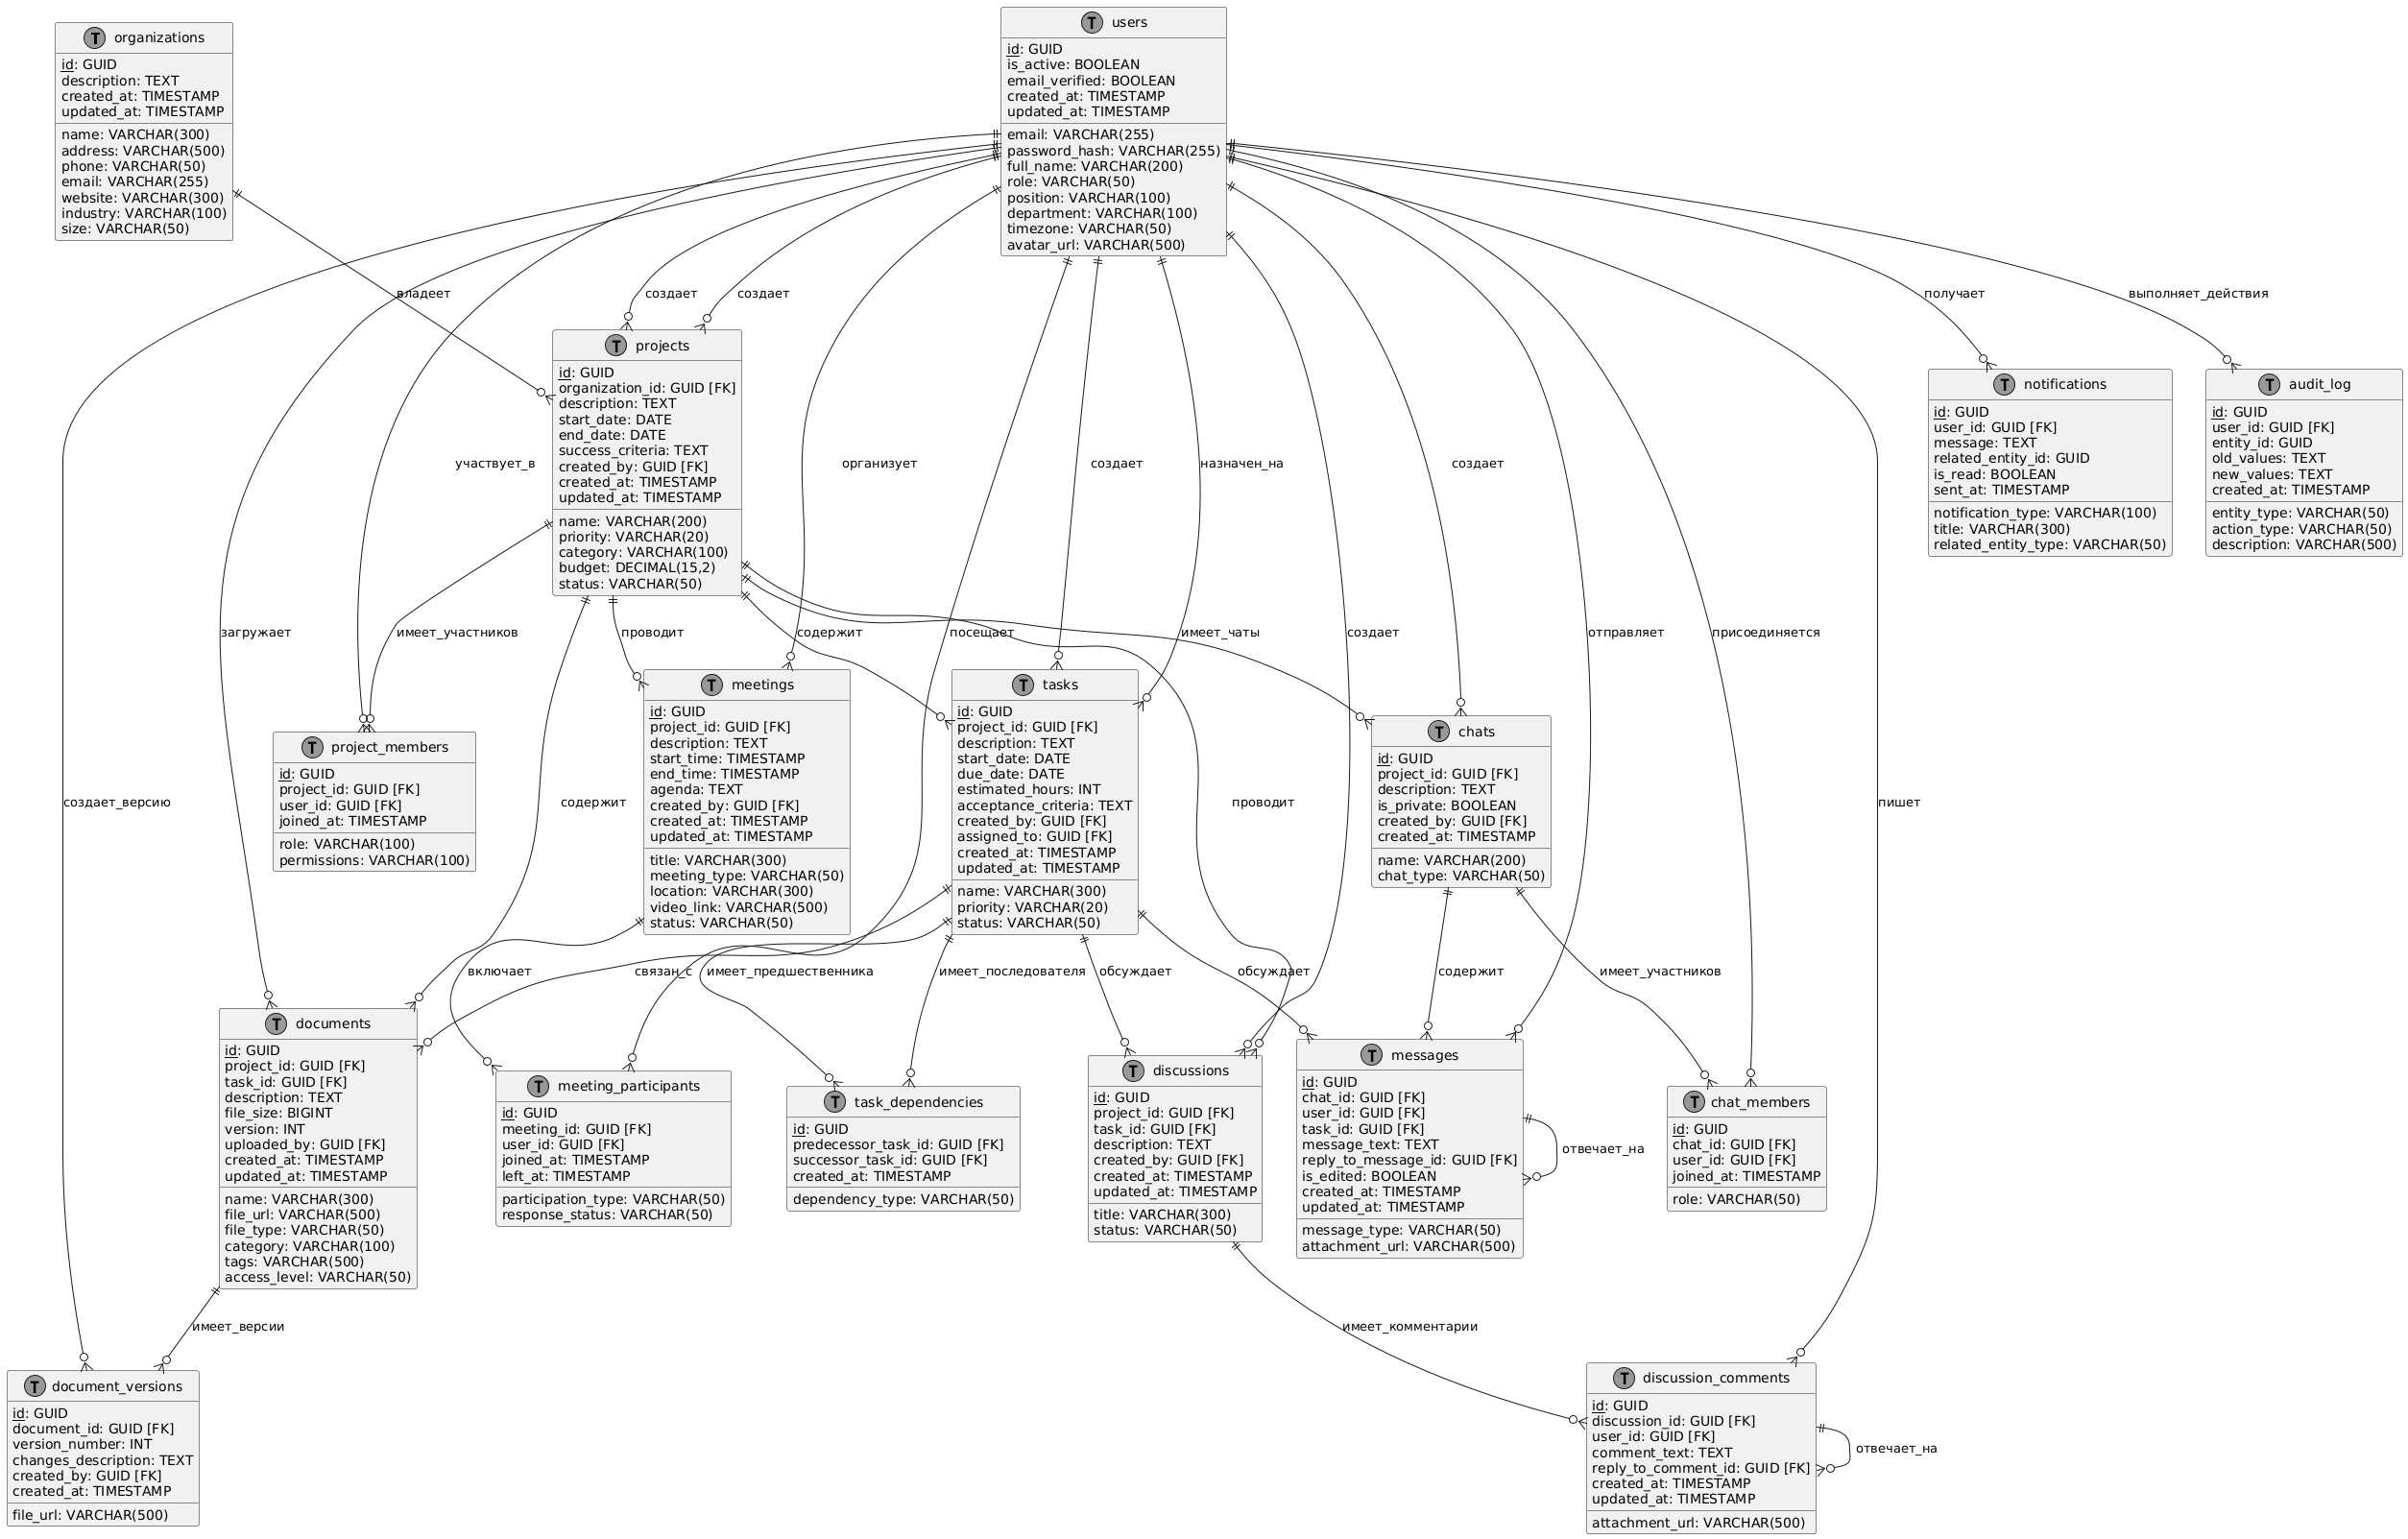 organizations
id: GUID
description: TEXT
created_at: TIMESTAMP
updated_at: TIMESTAMP
name: VARCHAR(300)
address: VARCHAR(500)
phone: VARCHAR(50)
email: VARCHAR(255)
website: VARCHAR(300)
industry: VARCHAR(100)
size: VARCHAR(50)
users
id: GUID
is_active: BOOLEAN
email_verified: BOOLEAN
created_at: TIMESTAMP
updated_at: TIMESTAMP
email: VARCHAR(255)
password_hash: VARCHAR(255)
full_name: VARCHAR(200)
role: VARCHAR(50)
position: VARCHAR(100)
department: VARCHAR(100)
timezone: VARCHAR(50)
avatar_url: VARCHAR(500)
владеет
создает
создает
получает
выполняет_действия
projects
id: GUID
organization_id: GUID [FK]
description: TEXT
start_date: DATE
end_date: DATE
success_criteria: TEXT
created_by: GUID [FK]
created_at: TIMESTAMP
updated_at: TIMESTAMP
name: VARCHAR(200)
priority: VARCHAR(20)
category: VARCHAR(100)
budget: DECIMAL(15,2)
status: VARCHAR(50)
notifications
id: GUID
user_id: GUID [FK]
message: TEXT
related_entity_id: GUID
is_read: BOOLEAN
sent_at: TIMESTAMP
notification_type: VARCHAR(100)
title: VARCHAR(300)
related_entity_type: VARCHAR(50)
audit_log
id: GUID
user_id: GUID [FK]
entity_id: GUID
old_values: TEXT
new_values: TEXT
created_at: TIMESTAMP
entity_type: VARCHAR(50)
action_type: VARCHAR(50)
description: VARCHAR(500)
участвует_в
организует
создает
назначен_на
создает
загружает
имеет_участников
проводит
содержит
посещает
имеет_чаты
создает
отправляет
присоединяется
project_members
id: GUID
project_id: GUID [FK]
user_id: GUID [FK]
joined_at: TIMESTAMP
role: VARCHAR(100)
permissions: VARCHAR(100)
meetings
id: GUID
project_id: GUID [FK]
description: TEXT
start_time: TIMESTAMP
end_time: TIMESTAMP
agenda: TEXT
created_by: GUID [FK]
created_at: TIMESTAMP
updated_at: TIMESTAMP
title: VARCHAR(300)
meeting_type: VARCHAR(50)
location: VARCHAR(300)
video_link: VARCHAR(500)
status: VARCHAR(50)
tasks
id: GUID
project_id: GUID [FK]
description: TEXT
start_date: DATE
due_date: DATE
estimated_hours: INT
acceptance_criteria: TEXT
created_by: GUID [FK]
assigned_to: GUID [FK]
created_at: TIMESTAMP
updated_at: TIMESTAMP
name: VARCHAR(300)
priority: VARCHAR(20)
status: VARCHAR(50)
chats
id: GUID
project_id: GUID [FK]
description: TEXT
is_private: BOOLEAN
created_by: GUID [FK]
created_at: TIMESTAMP
name: VARCHAR(200)
chat_type: VARCHAR(50)
создает_версию
содержит
проводит
пишет
включает
связан_с
имеет_предшественника
имеет_последователя
обсуждает
обсуждает
содержит
имеет_участников
documents
id: GUID
project_id: GUID [FK]
task_id: GUID [FK]
description: TEXT
file_size: BIGINT
version: INT
uploaded_by: GUID [FK]
created_at: TIMESTAMP
updated_at: TIMESTAMP
name: VARCHAR(300)
file_url: VARCHAR(500)
file_type: VARCHAR(50)
category: VARCHAR(100)
tags: VARCHAR(500)
access_level: VARCHAR(50)
meeting_participants
id: GUID
meeting_id: GUID [FK]
user_id: GUID [FK]
joined_at: TIMESTAMP
left_at: TIMESTAMP
participation_type: VARCHAR(50)
response_status: VARCHAR(50)
task_dependencies
id: GUID
predecessor_task_id: GUID [FK]
successor_task_id: GUID [FK]
created_at: TIMESTAMP
dependency_type: VARCHAR(50)
discussions
id: GUID
project_id: GUID [FK]
task_id: GUID [FK]
description: TEXT
created_by: GUID [FK]
created_at: TIMESTAMP
updated_at: TIMESTAMP
title: VARCHAR(300)
status: VARCHAR(50)
messages
id: GUID
chat_id: GUID [FK]
user_id: GUID [FK]
task_id: GUID [FK]
message_text: TEXT
reply_to_message_id: GUID [FK]
is_edited: BOOLEAN
created_at: TIMESTAMP
updated_at: TIMESTAMP
message_type: VARCHAR(50)
attachment_url: VARCHAR(500)
отвечает_на
chat_members
id: GUID
chat_id: GUID [FK]
user_id: GUID [FK]
joined_at: TIMESTAMP
role: VARCHAR(50)
имеет_версии
имеет_комментарии
document_versions
id: GUID
document_id: GUID [FK]
version_number: INT
changes_description: TEXT
created_by: GUID [FK]
created_at: TIMESTAMP
file_url: VARCHAR(500)
discussion_comments
id: GUID
discussion_id: GUID [FK]
user_id: GUID [FK]
comment_text: TEXT
reply_to_comment_id: GUID [FK]
created_at: TIMESTAMP
updated_at: TIMESTAMP
attachment_url: VARCHAR(500)
отвечает_на